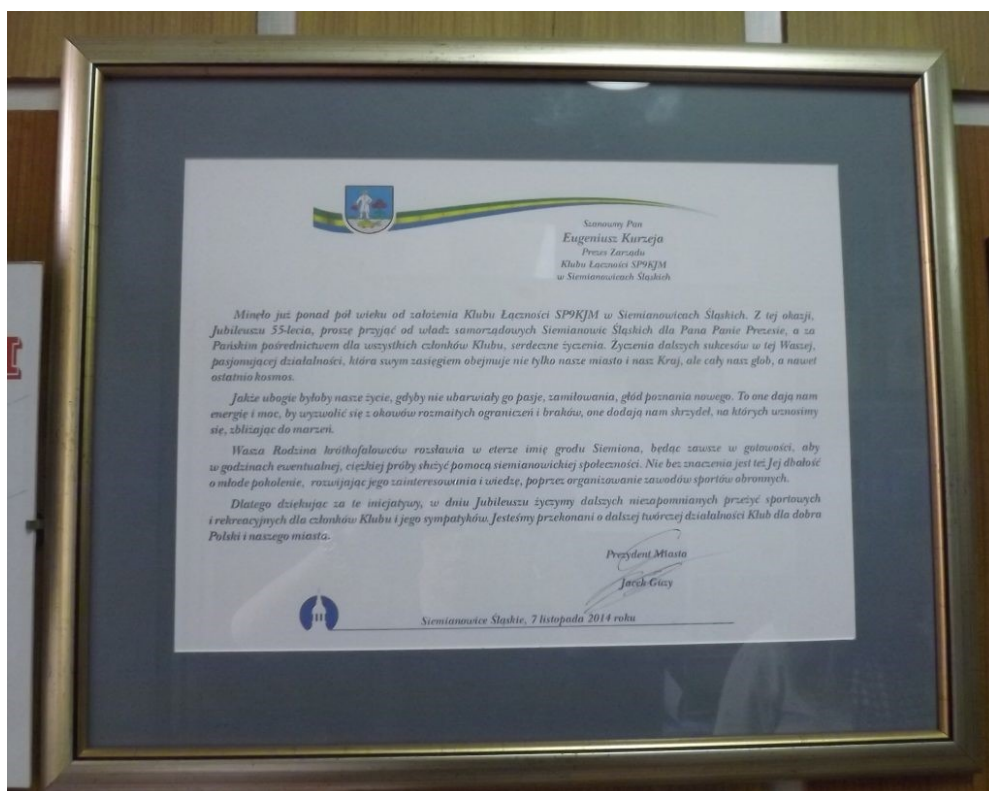 Szanowny Pan
Eugeniusz Kurzeja
Prezes Zarządu
Klubu Łączności SP9KJM
w Siemianowicach Śląskich
Minęło już ponad pół wieku od założenia Klubu Łączności SP9KJM w Siemianowicach Śląskich. Z tej okazji,
Jubileuszu 55-lecia, proszę przyjąć od władz samorządowych Siemianowic Śląskich dla Pana Panie Prezesie, a za
Pańskim pośrednictwem dla wszystkich członków Klubu, serdeczne życzenia. Życzenia dalszych sukcesów w tej Waszej,
pasjonującej działalności, która swym zasięgiem obejmuje nie tylko nasze miasto i nasz Kraj, ale cały nasz glob, a nawet
ostatnio kosmos.
Jakże ubogie byłoby nasze życie, gdyby nie ubarwiały go pasje, zamiłowania, głód poznania nowego. To one dają nam
energię i moc, by wyzwolić się z okowów rozmaitych ograniczeń i braków, one dodają nam skrzydeł, na których wznosimy
się, zbliżając do marzeń.
Wasza Rodzina krótkofalowców rozsławia w eterze imię grodu Siemiona, będąc zawsze w gotowości, aby
w godzinach ewentualnej, ciężkiej próby służyć pomocą siemianowickiej społeczności. Nie bez znaczenia jest też Jej dbałość
o młode pokolenie, rozwijając jego zainteresowania i wiedzę, poprzez organizowanie zawodów sportów obronnych.
Dlatego dziękując za te inicjatywy, w dniu Jubileuszu życzymy dalszych niezapomnianych przeżyć sportowych
i rekreacyjnych dla członków Klubu i jego sympatyków. Jesteśmy przekonani o dalszej twórczej działalności Klub dla dobra
Polski i naszego miasta.
Prezydent Miasta
Jacek Guzy
Siemianowice Śląskie, 7 listopada 2014 roku